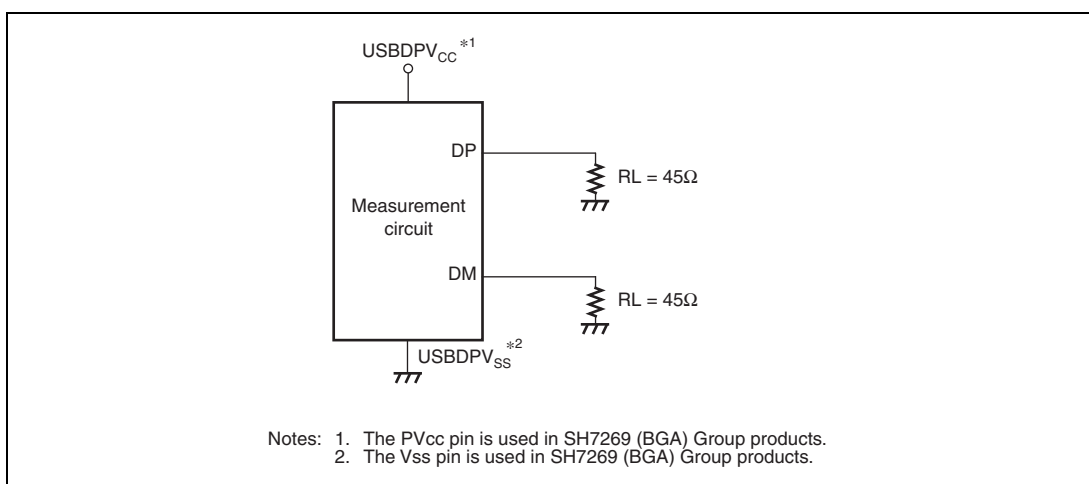 USBDPVCC *1
DP
RL = 45Ω
Measurement
circuit
DM
RL = 45Ω
USBDPVSS *2
Notes: 1. The PVcc pin is used in SH7269 (BGA) Group products.
2. The Vss pin is used in SH7269 (BGA) Group products.